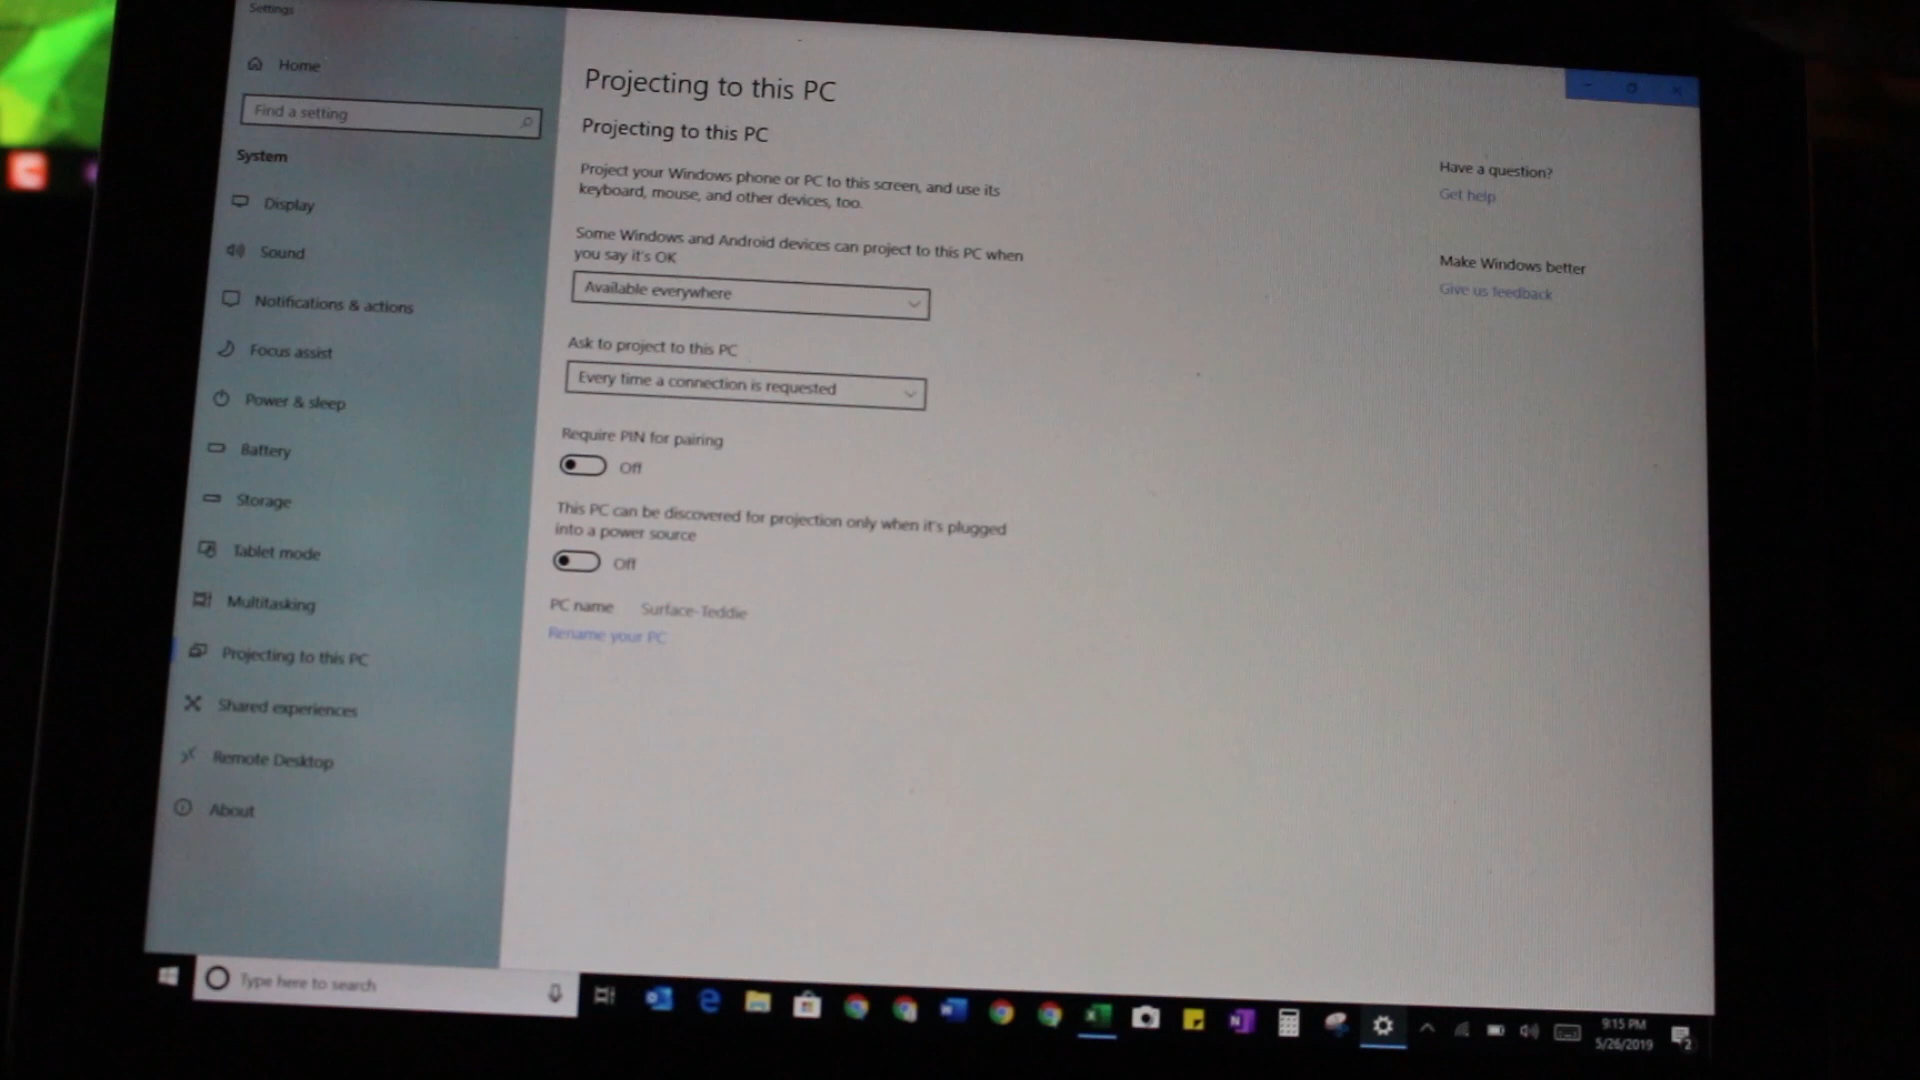 Settings
Home
Find a setting
System
Display
Sound
Notifications & actions
Focus assist
Power & sleep
Battery
Storage
Tablet mode
Multitasking
Projecting to this PC
Shared experiences
Remote Desktop
About
Projecting to this PC
Projecting to this PC
Project your Windows phone or PC to this screen, and use its
keyboard, mouse, and other devices, too.
Some Windows and Android devices can project to this PC when
you say it's OK
Available everywhere
Ask to project to this PC
Every time a connection is requested
Require PIN for pairing
Off
This PC can be discovered for projection only when it's plugged
into a power source
Off
PC name Surface-Teddie
Rename your PC
Have a question?
Get help
Make Windows better
Give us feedback
Type here to search
9:15 PM
5/26/2019
2